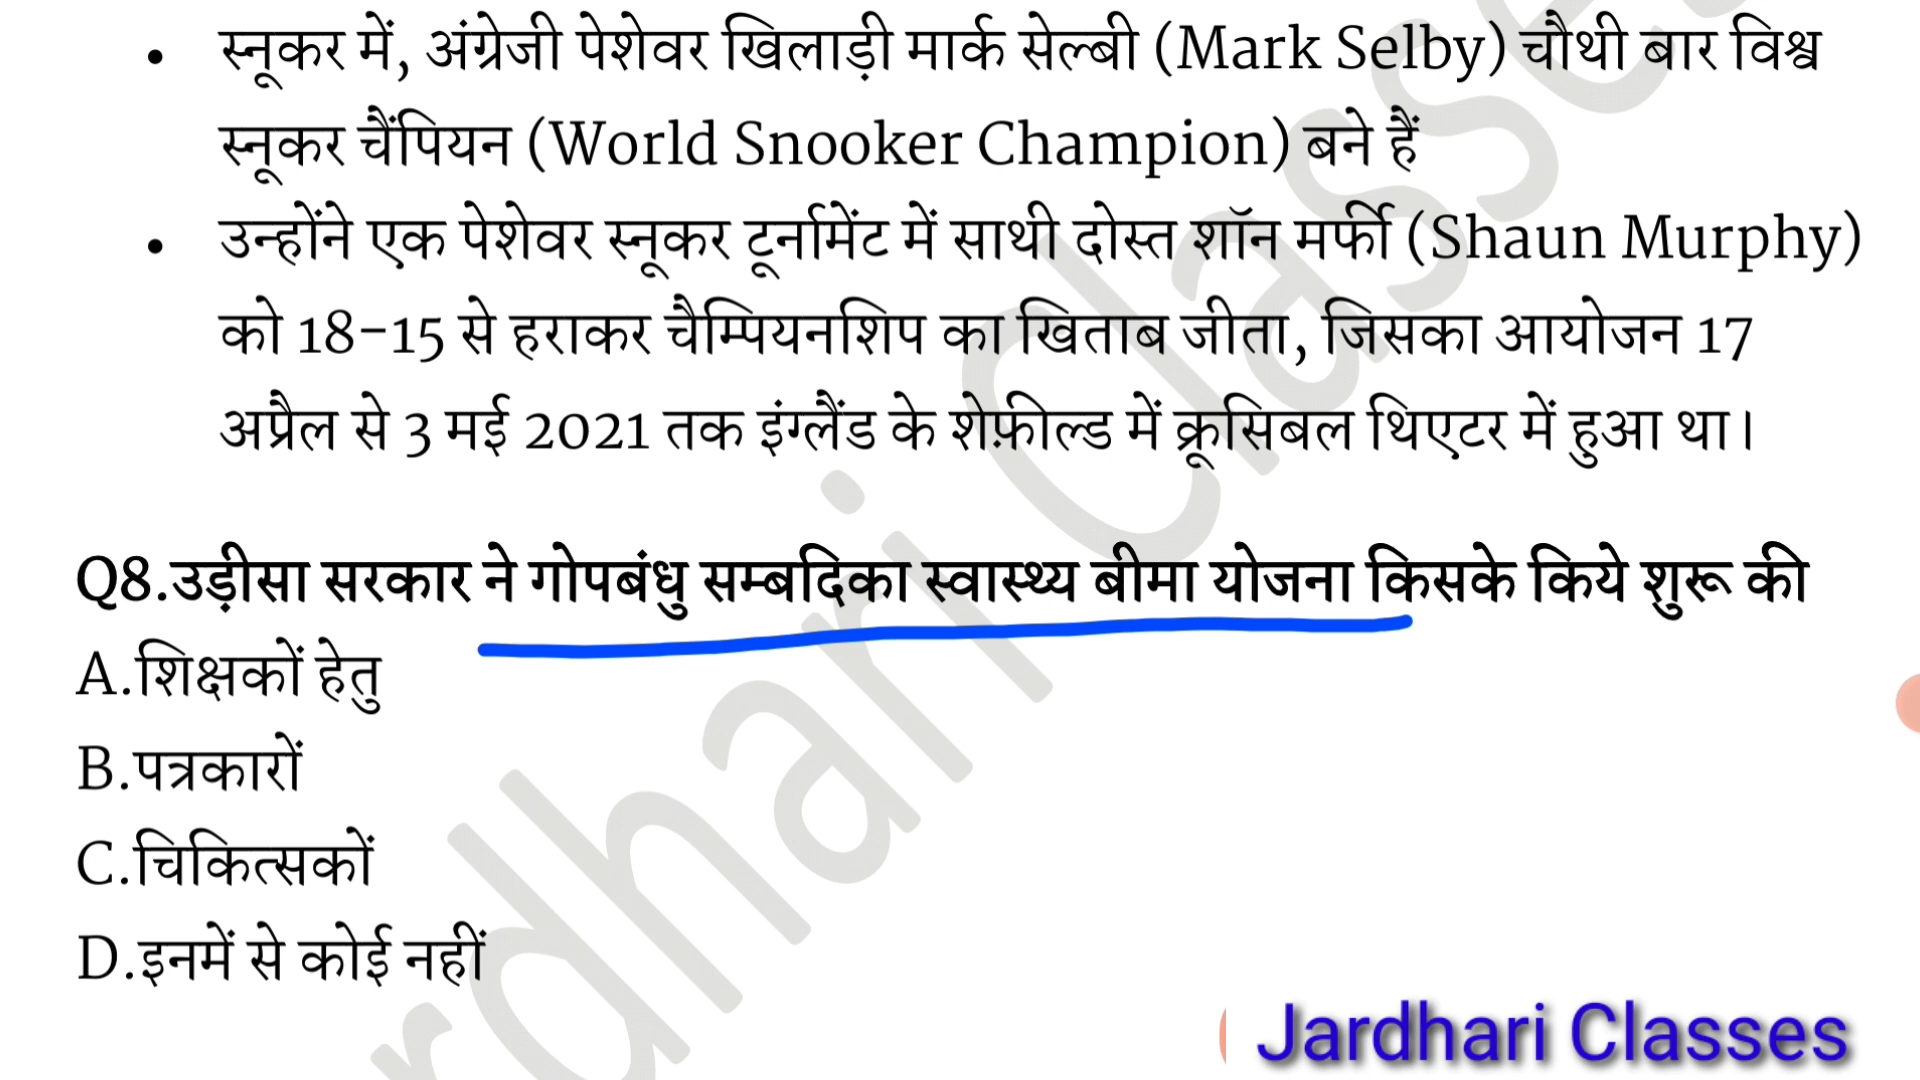 • स्नूकर में, अंग्रेजी पेशेवर खिलाड़ी मार्क सेल्बी (Mark Selby) चौथी बार विश्व
स्नूकर चैंपियन (World Snooker Champion) बने हैं
• उन्होंने एक पेशेवर स्नूकर टूर्नामेंट में साथी दोस्त शॉन मर्फी (Shaun Murphy)
को 18-15 से हराकर चैम्पियनशिप का खिताब जीता, जिसका आयोजन 17
अप्रैल से 3 मई 2021 तक इंग्लैंड के शेफ़ील्ड में क्रूसिबल थिएटर में हुआ था।
Q8.उड़ीसा सरकार ने गोपबंधु सम्बदिका स्वास्थ्य बीमा योजना किसके किये शुरू की
A.शिक्षकों हेतु
B.पत्रकारों
C.चिकित्सकों
D.इनमें से कोई नहीं
Jardhari Classes
rdhari Classes